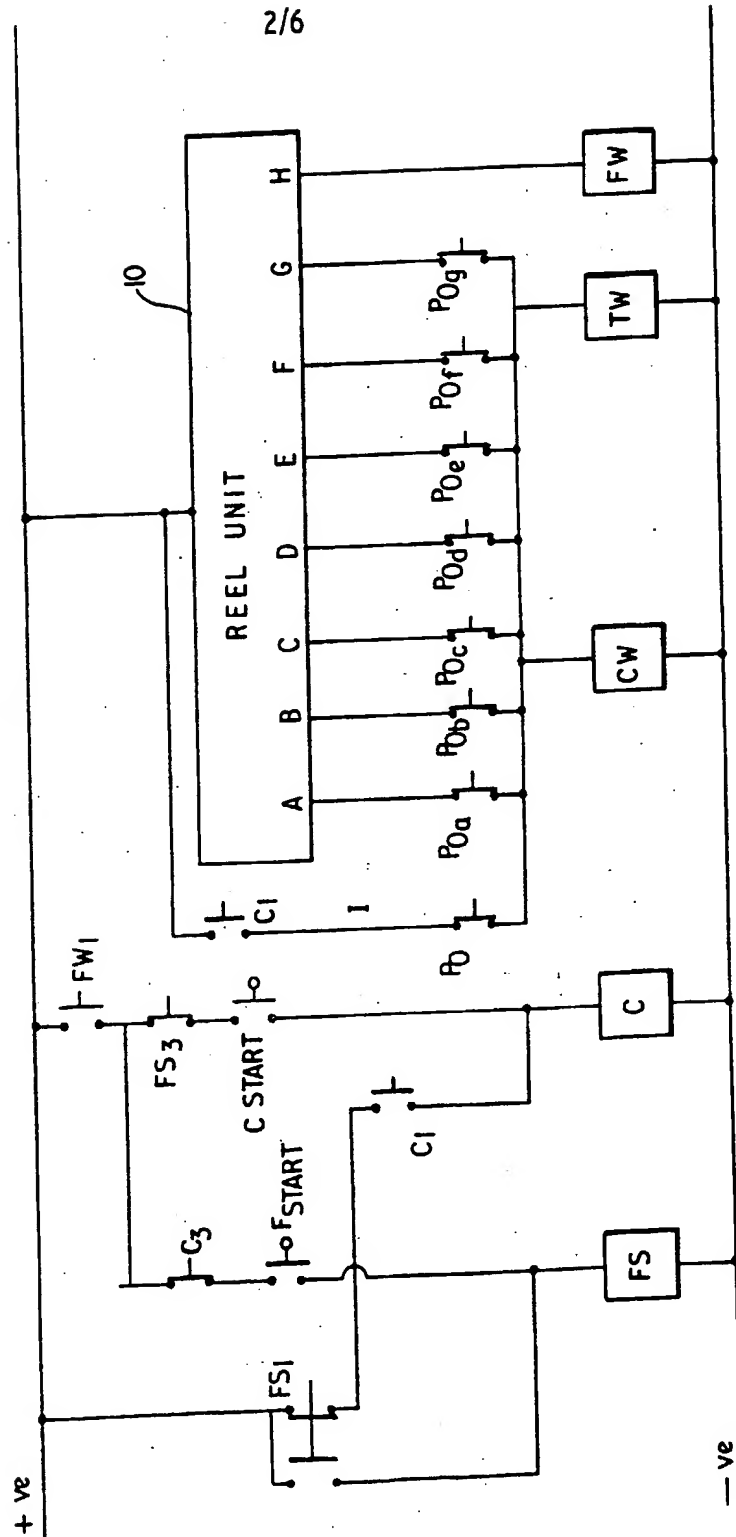 2/6
+ ve
10
REEL UNIT
A B C D E F G H
FW1
C1
I
FS3
C START
C3
FSTART
FS1
C1
P0
P0a
P0b
P0c
P0d
P0e
P0f
P0g
FS
C
CW
TW
FW
- ve